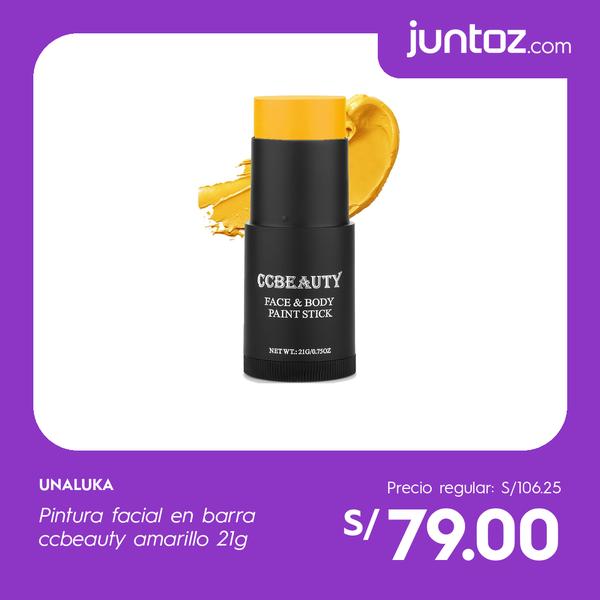 juntoz.com
CCBEAUTY
FACE & BODY
PAINT STICK
NET WT.: 21G/0.75OZ
UNALUKA
Pintura facial en barra
ccbeauty amarillo 21g
Precio regular: S/106.25
S/79.00